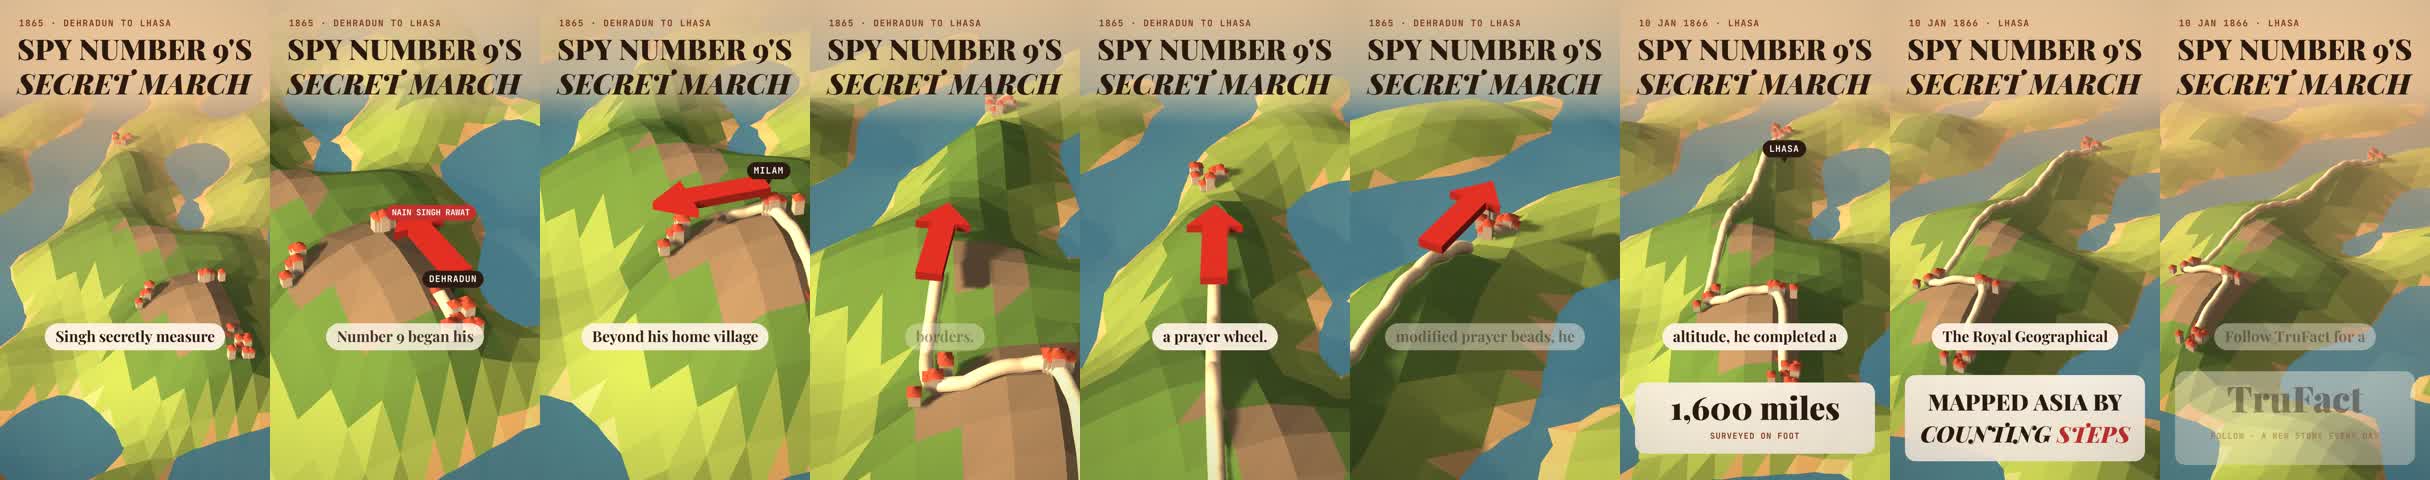 1865 · DEHRADUN TO LHASA
SPY NUMBER 9'S
SECRET MARCH
Singh secretly measure
1865 · DEHRADUN TO LHASA
SPY NUMBER 9'S
SECRET MARCH
NAIN SINGH RAWAT
DEHRADUN
Number 9 began his
1865 · DEHRADUN TO LHASA
SPY NUMBER 9'S
SECRET MARCH
MILAM
Beyond his home village
1865 · DEHRADUN TO LHASA
SPY NUMBER 9'S
SECRET MARCH
borders.
1865 · DEHRADUN TO LHASA
SPY NUMBER 9'S
SECRET MARCH
a prayer wheel.
1865 · DEHRADUN TO LHASA
SPY NUMBER 9'S
SECRET MARCH
modified prayer beads, he
10 JAN 1866 · LHASA
SPY NUMBER 9'S
SECRET MARCH
LHASA
altitude, he completed a
1,600 miles
SURVEYED ON FOOT
10 JAN 1866 · LHASA
SPY NUMBER 9'S
SECRET MARCH
The Royal Geographical
MAPPED ASIA BY
COUNTING STEPS
10 JAN 1866 · LHASA
SPY NUMBER 9'S
SECRET MARCH
Follow TruFact for a
TruFact
FOLLOW · A NEW STORY EVERY DAY